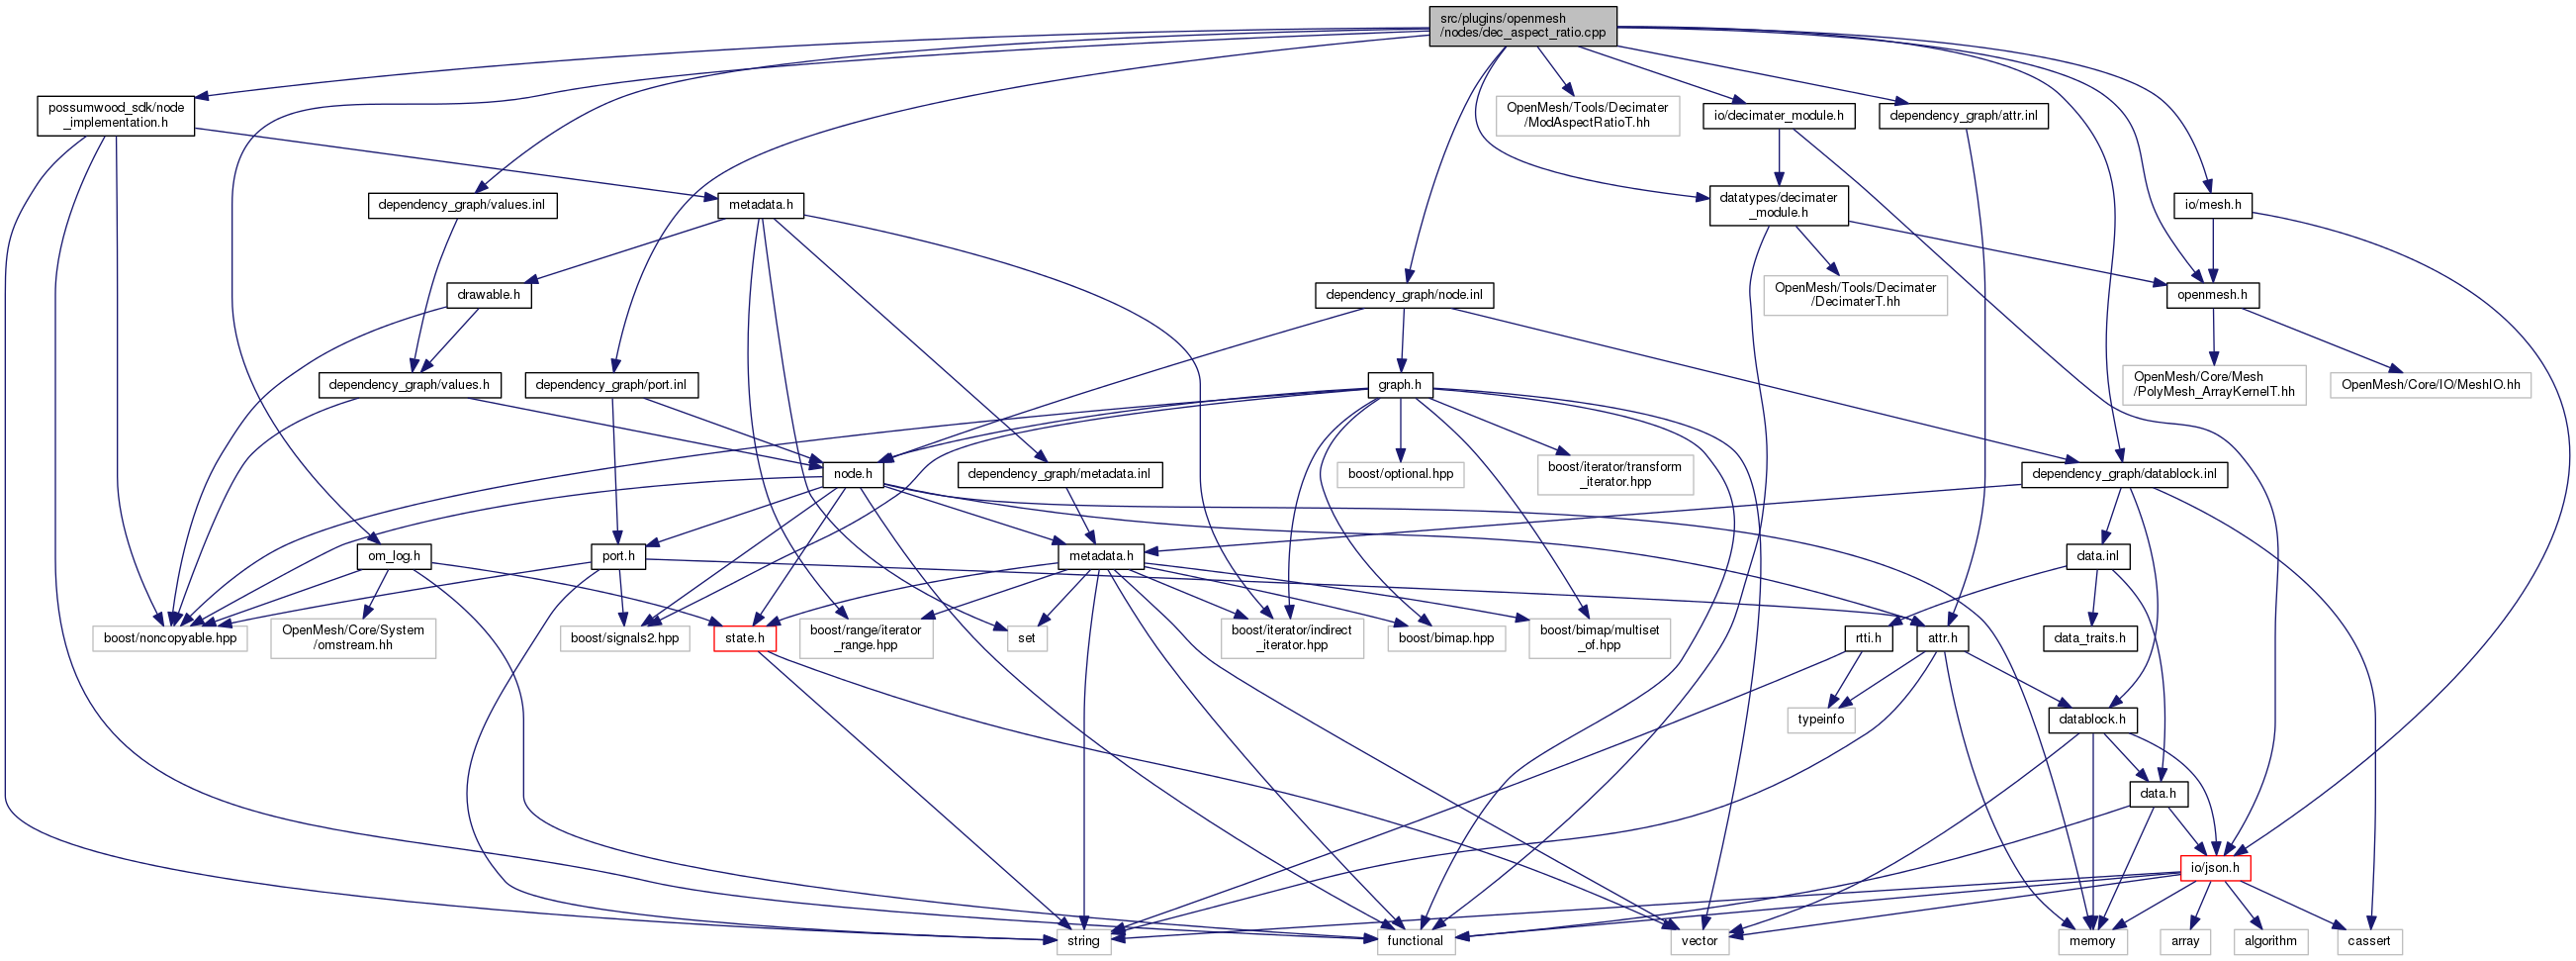 src/plugins/openmesh
/nodes/dec_aspect_ratio.cpp
possumwood_sdk/node
_implementation.h
OpenMesh/Tools/Decimater
/ModAspectRatioT.hh
io/decimater_module.h
dependency_graph/attr.inl
dependency_graph/values.inl
metadata.h
datatypes/decimater
_module.h
io/mesh.h
drawable.h
dependency_graph/node.inl
OpenMesh/Tools/Decimater
/DecimaterT.hh
openmesh.h
dependency_graph/values.h
dependency_graph/port.inl
graph.h
OpenMesh/Core/Mesh
/PolyMesh_ArrayKernelT.hh
OpenMesh/Core/IO/MeshIO.hh
node.h
dependency_graph/metadata.inl
boost/optional.hpp
boost/iterator/transform
_iterator.hpp
dependency_graph/datablock.inl
om_log.h
port.h
metadata.h
data.inl
boost/noncopyable.hpp
OpenMesh/Core/System
/omstream.hh
boost/signals2.hpp
state.h
boost/range/iterator
_range.hpp
set
boost/iterator/indirect
_iterator.hpp
boost/bimap.hpp
boost/bimap/multiset
_of.hpp
rtti.h
attr.h
data_traits.h
typeinfo
datablock.h
data.h
io/json.h
string
functional
vector
memory
array
algorithm
cassert